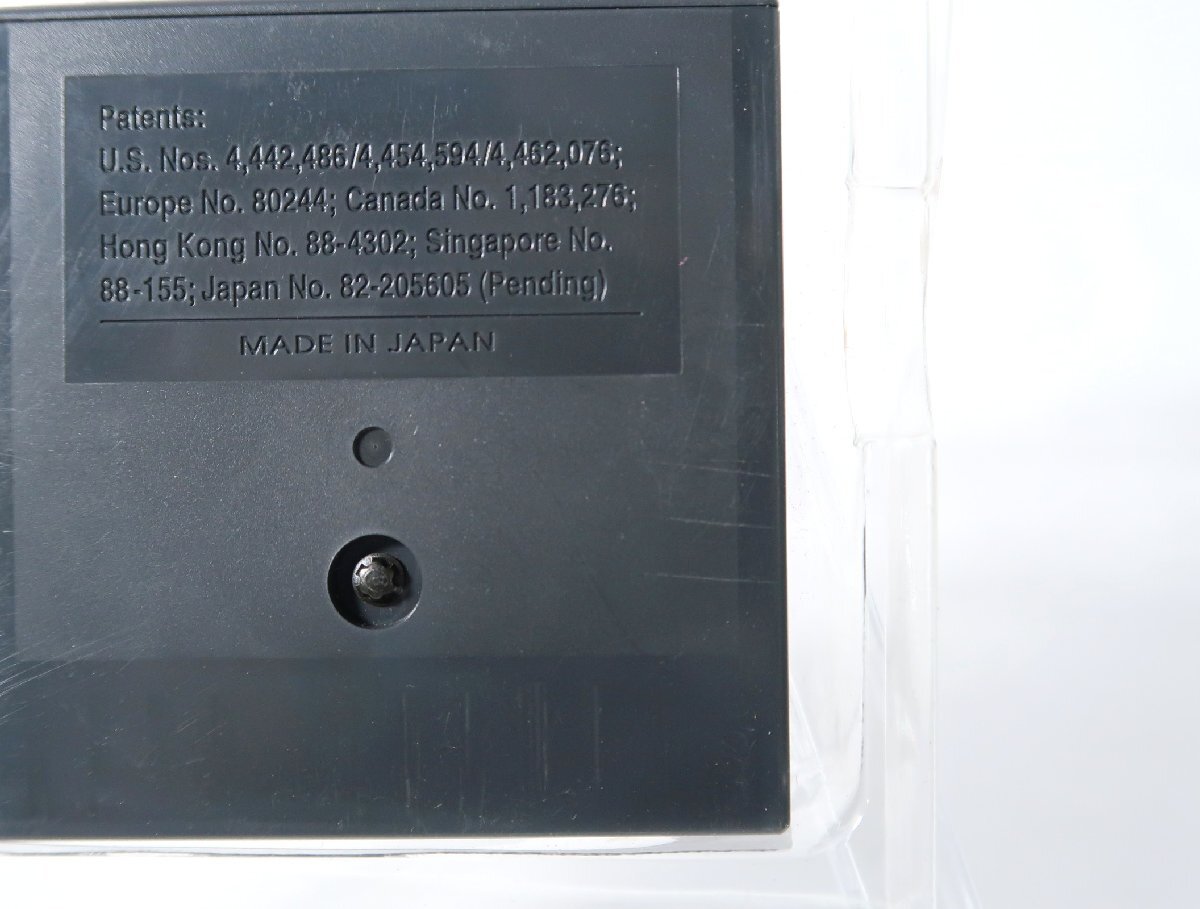 Patents:
U.S. Nos. 4,442,486/4,454,594/4,462,076;
Europe No. 80244; Canada No. 1,183,276;
Hong Kong No. 88-4302; Singapore No.
88-155; Japan No. 82-205605 (Pending)
MADE IN JAPAN